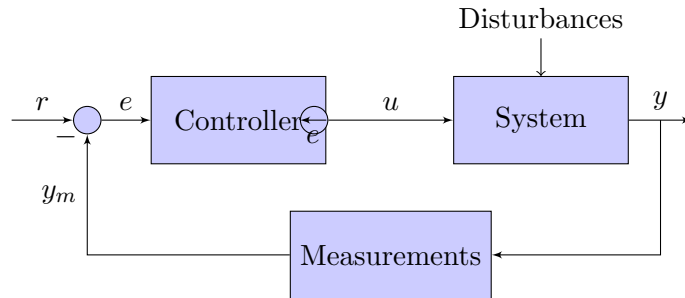 Disturbances
r
e
Controller
e
u
System
y
−
y_m
Measurements